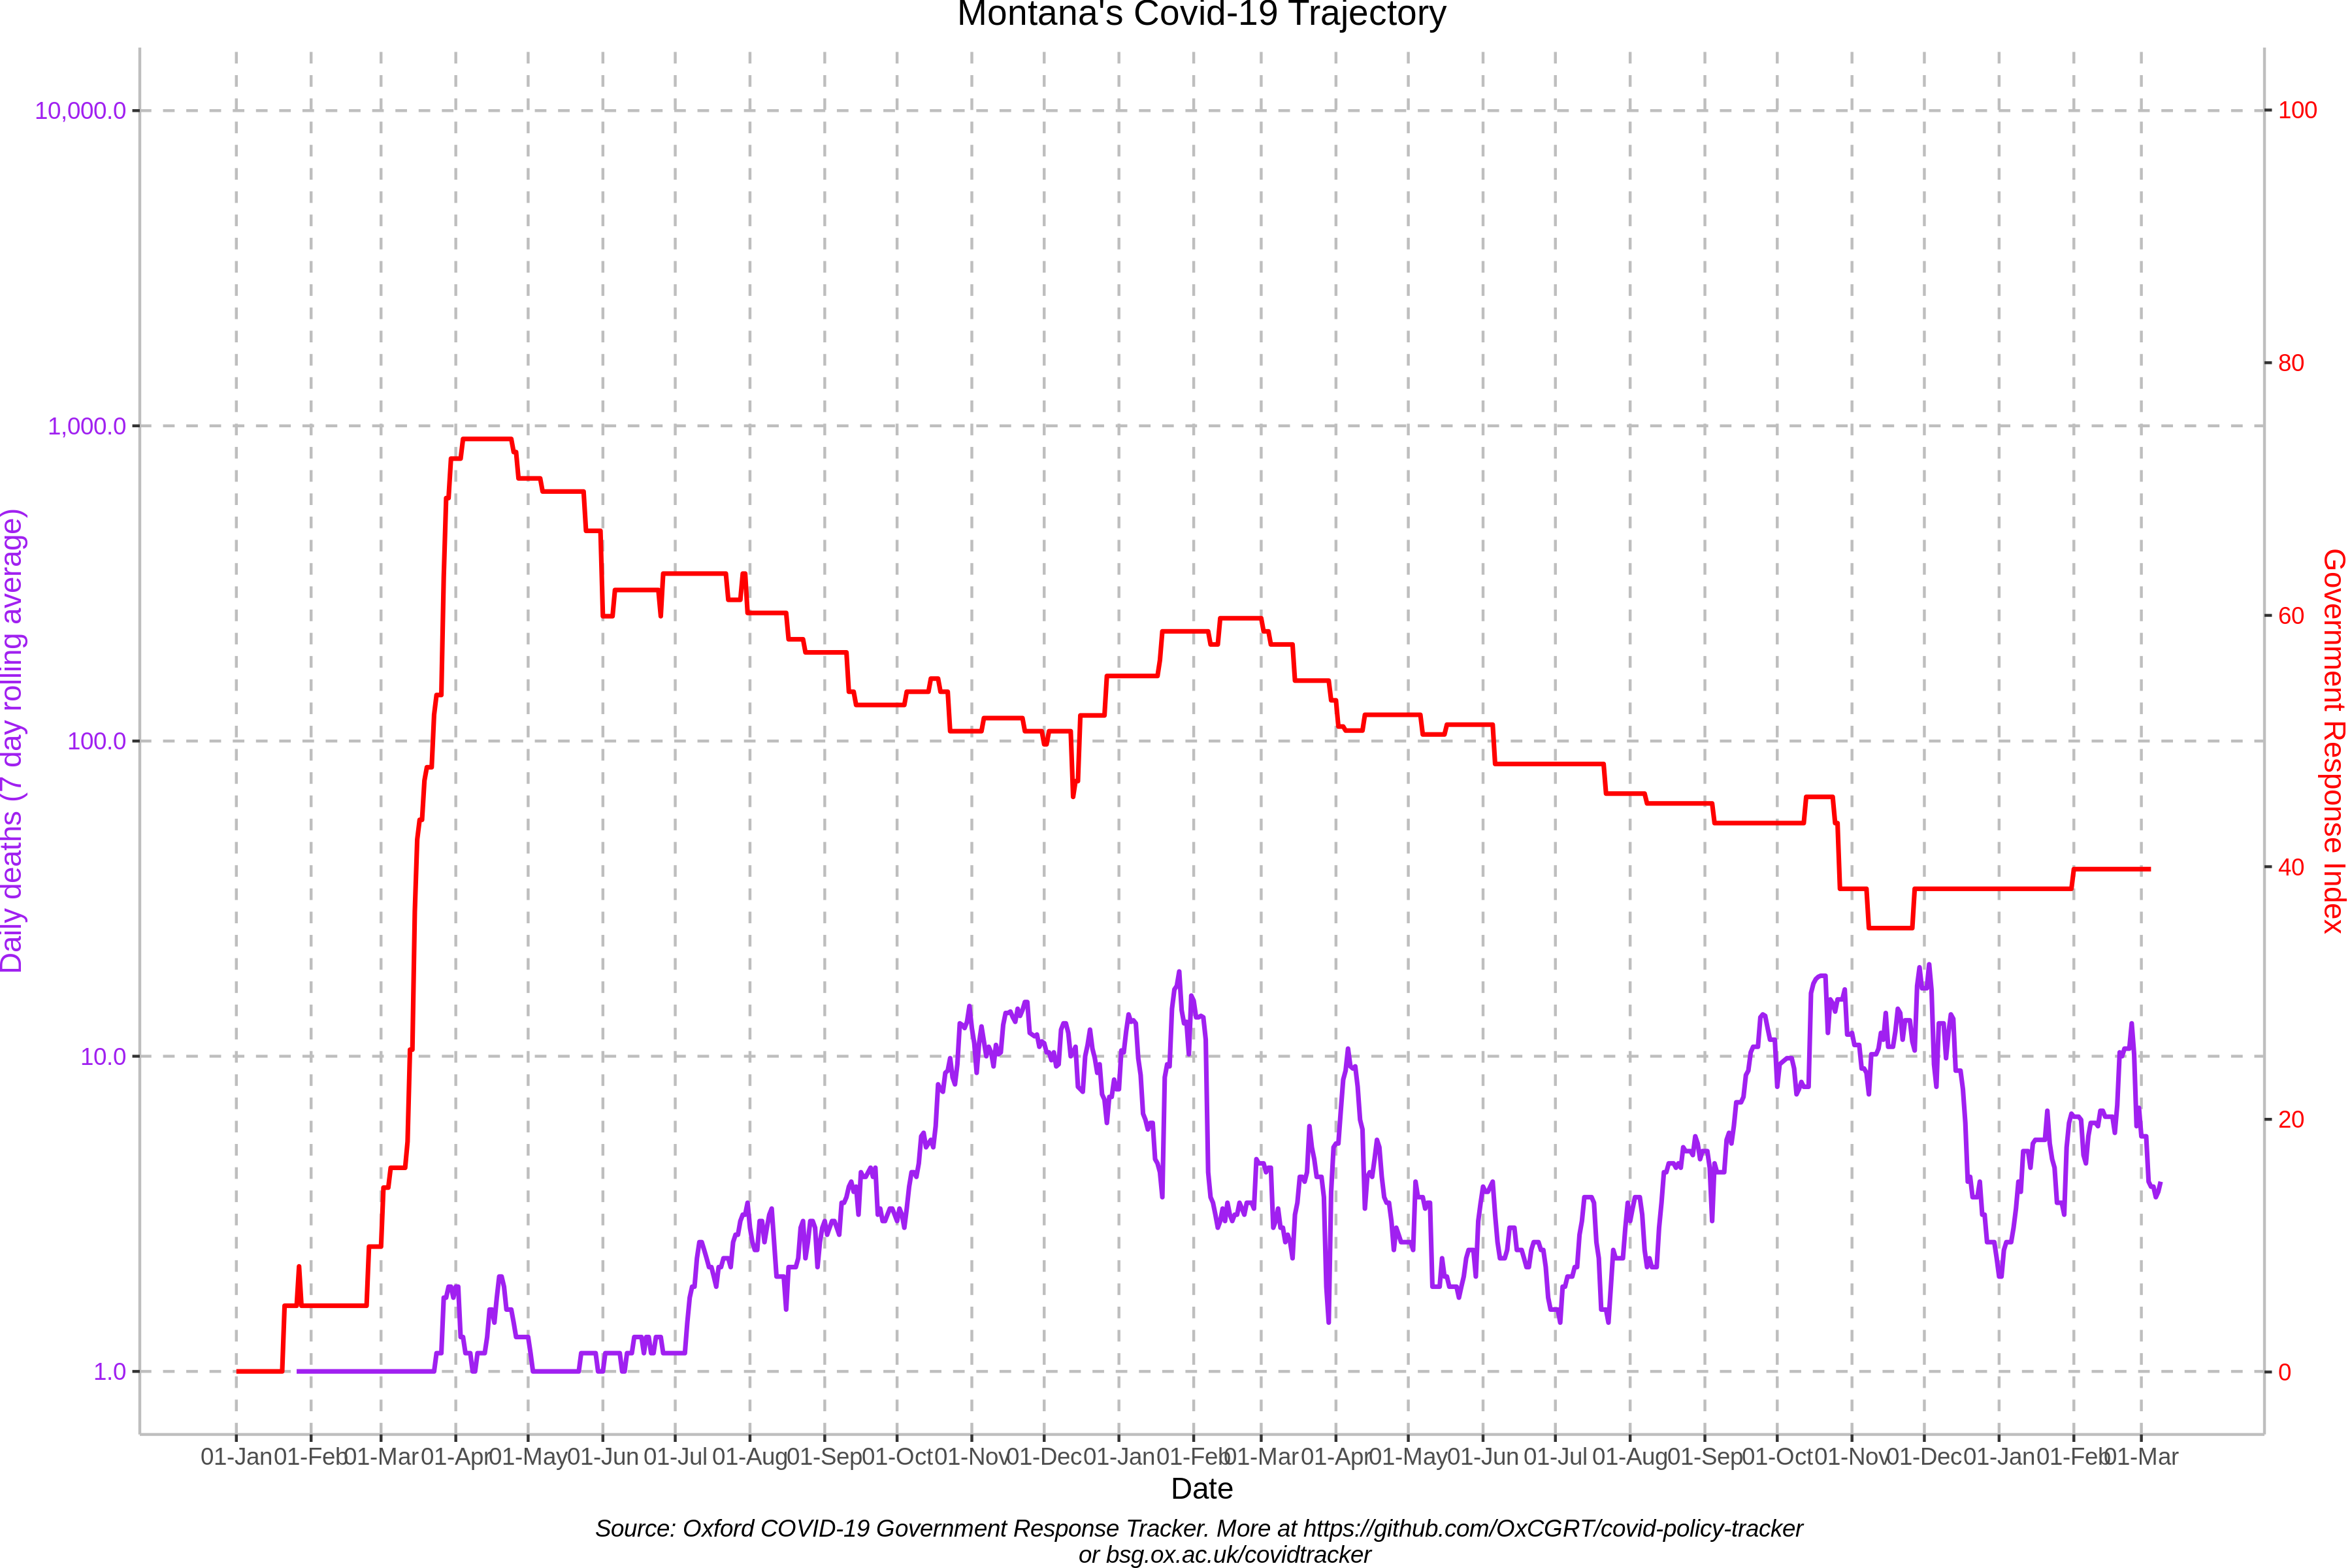 Montana's Covid-19 Trajectory
10,000.0
1,000.0
100.0
10.0
1.0
Daily deaths (7 day rolling average)
100
80
60
40
20
0
Government Response Index
01-Jan 01-Feb 01-Mar 01-Apr 01-May 01-Jun 01-Jul 01-Aug 01-Sep 01-Oct 01-Nov 01-Dec 01-Jan 01-Feb 01-Mar 01-Apr 01-May 01-Jun 01-Jul 01-Aug 01-Sep 01-Oct 01-Nov 01-Dec 01-Jan 01-Feb 01-Mar
Date
Source: Oxford COVID-19 Government Response Tracker. More at https://github.com/OxCGRT/covid-policy-tracker
or bsg.ox.ac.uk/covidtracker